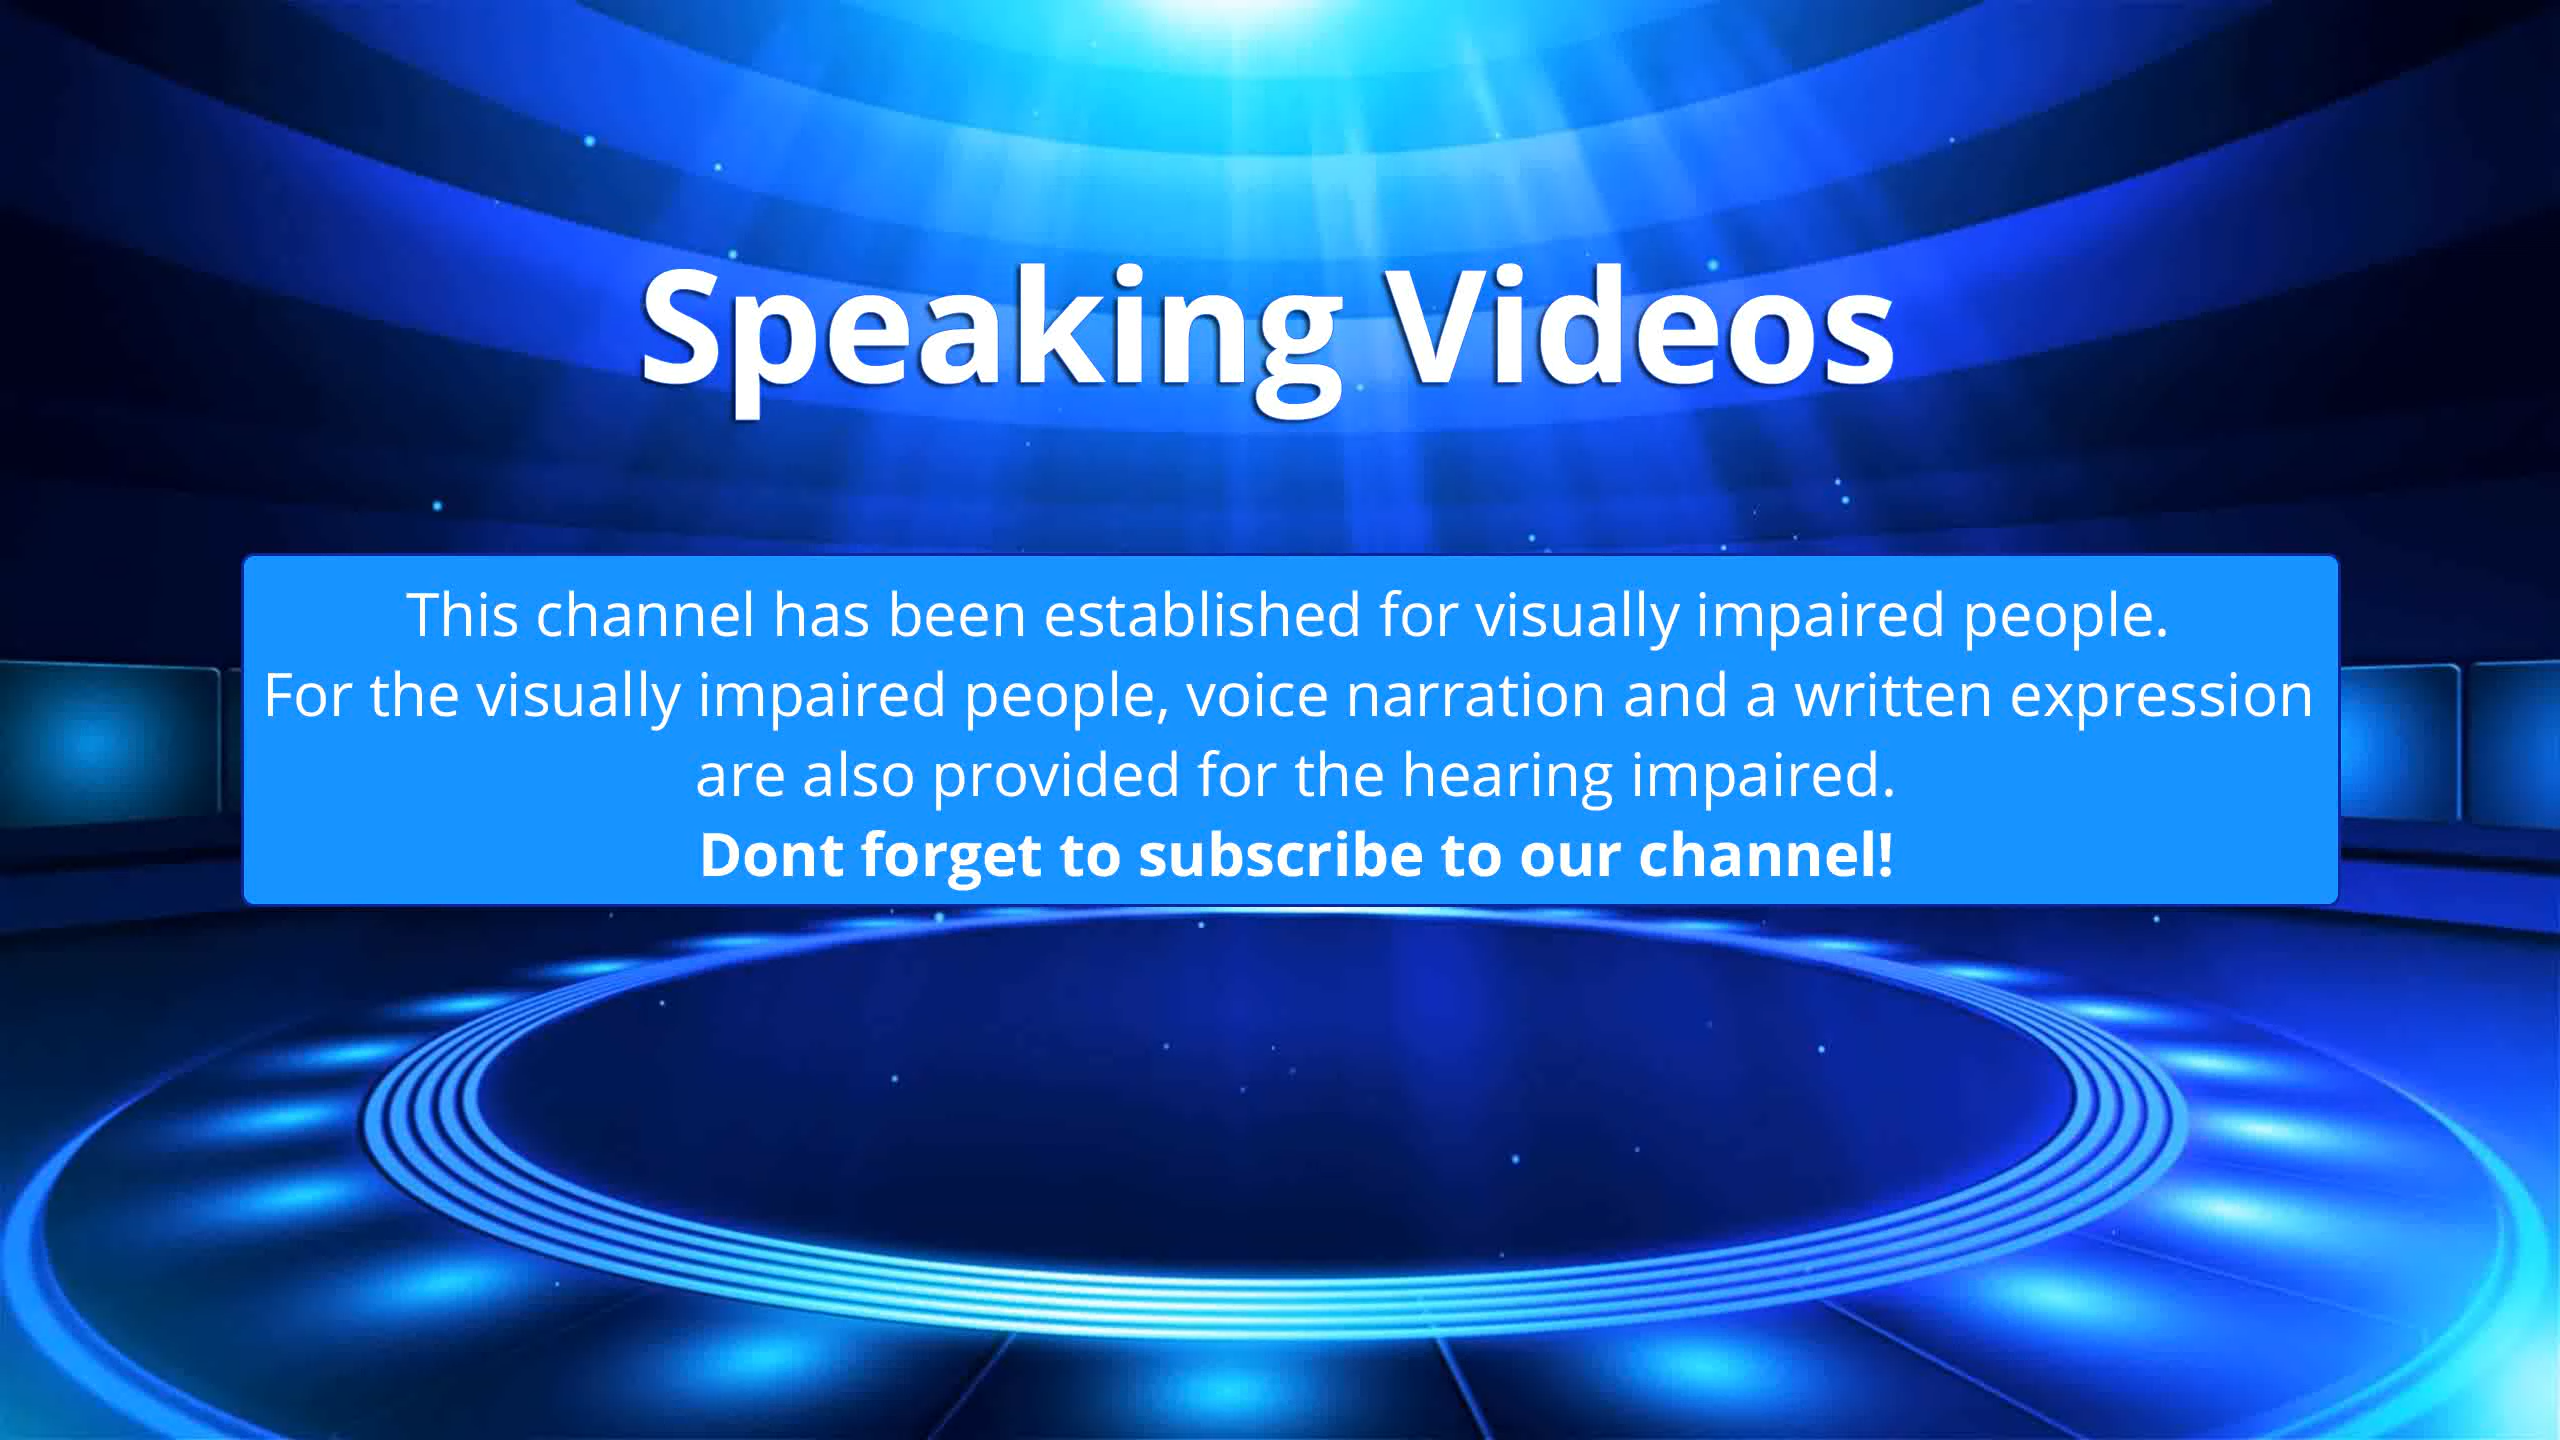 Speaking Videos
This channel has been established for visually impaired people.
For the visually impaired people, voice narration and a written expression
are also provided for the hearing impaired.
Dont forget to subscribe to our channel!